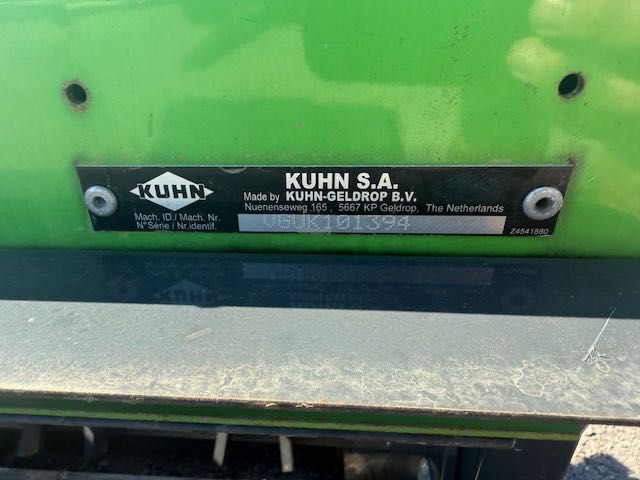 KUHN
KUHN S.A.
Made by KUHN-GELDROP B.V.
Nuenenseweg 165 , 5667 KP Geldrop, The Netherlands
Mach. ID./ Mach. Nr.
N° Série / Nr.identif.
VGUK101394
Z4541880